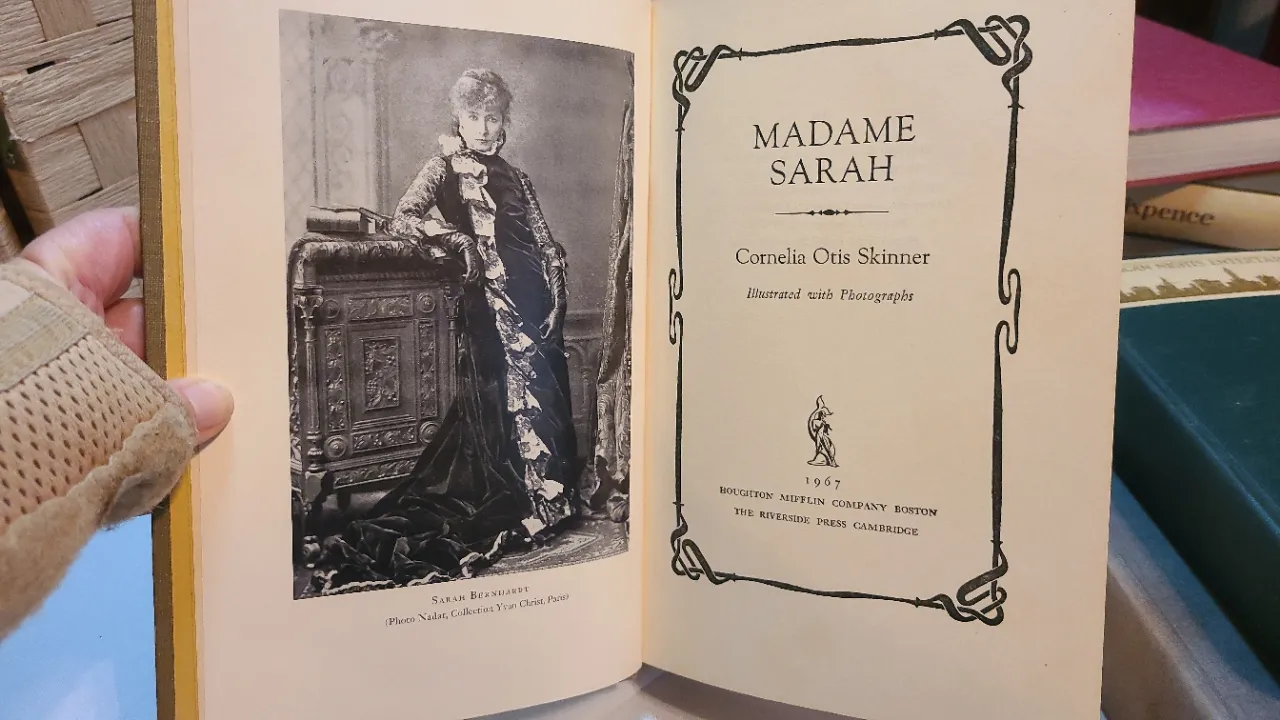 SARAH BERNHARDT
(Photo Nadar, Collection Yvan Christ, Paris)
MADAME
SARAH
Cornelia Otis Skinner
Illustrated with Photographs
1967
HOUGHTON MIFFLIN COMPANY BOSTON
THE RIVERSIDE PRESS CAMBRIDGE
xpence